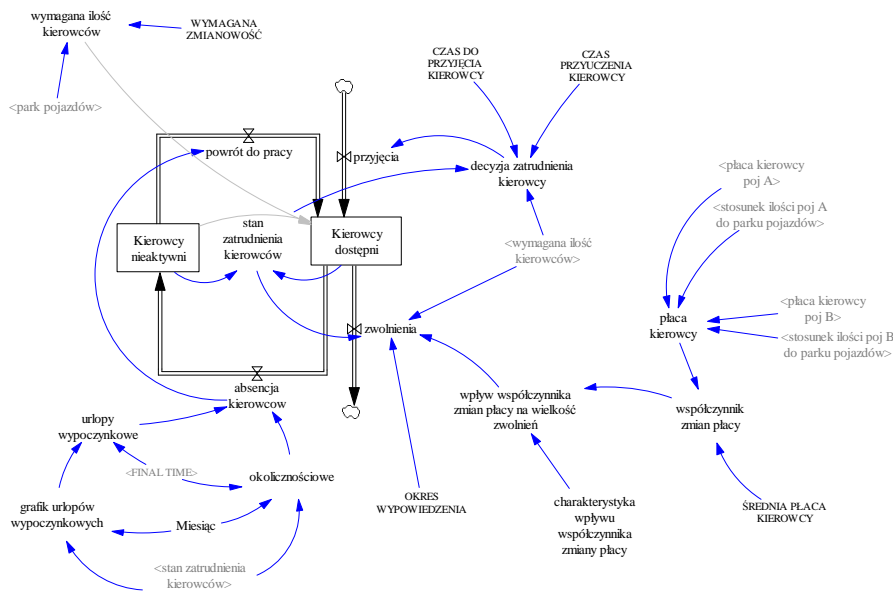 wymagana ilość
kierowców
WYMAGANA
ZMIANOWOŚĆ
<park pojazdów>
CZAS DO
PRZYJĘCIA
KIEROWCY
CZAS
PRZYUCZENIA
KIEROWCY
powrót do pracy
przyjęcia
decyzja zatrudnienia
kierowcy
<płaca kierowcy
poj A>
<stosunek ilości poj A
do parku pojazdów>
Kierowcy
nieaktywni
stan
zatrudnienia
kierowców
Kierowcy
dostępni
<wymagana ilość
kierowców>
<płaca kierowcy
poj B>
płaca
kierowcy
<stosunek ilości poj B
do parku pojazdów>
zwolnienia
absencja
kierowcow
wpływ współczynnika
zmian płacy na wielkość
zwolnień
współczynnik
zmian płacy
urlopy
wypoczynkowe
<FINAL TIME>
okolicznościowe
grafik urlopów
wypoczynkowych
Miesiąc
OKRES
WYPOWIEDZENIA
charakterystyka
wpływu
współczynnika
zmiany płacy
ŚREDNIA PŁACA
KIEROWCY
<stan zatrudnienia
kierowców>